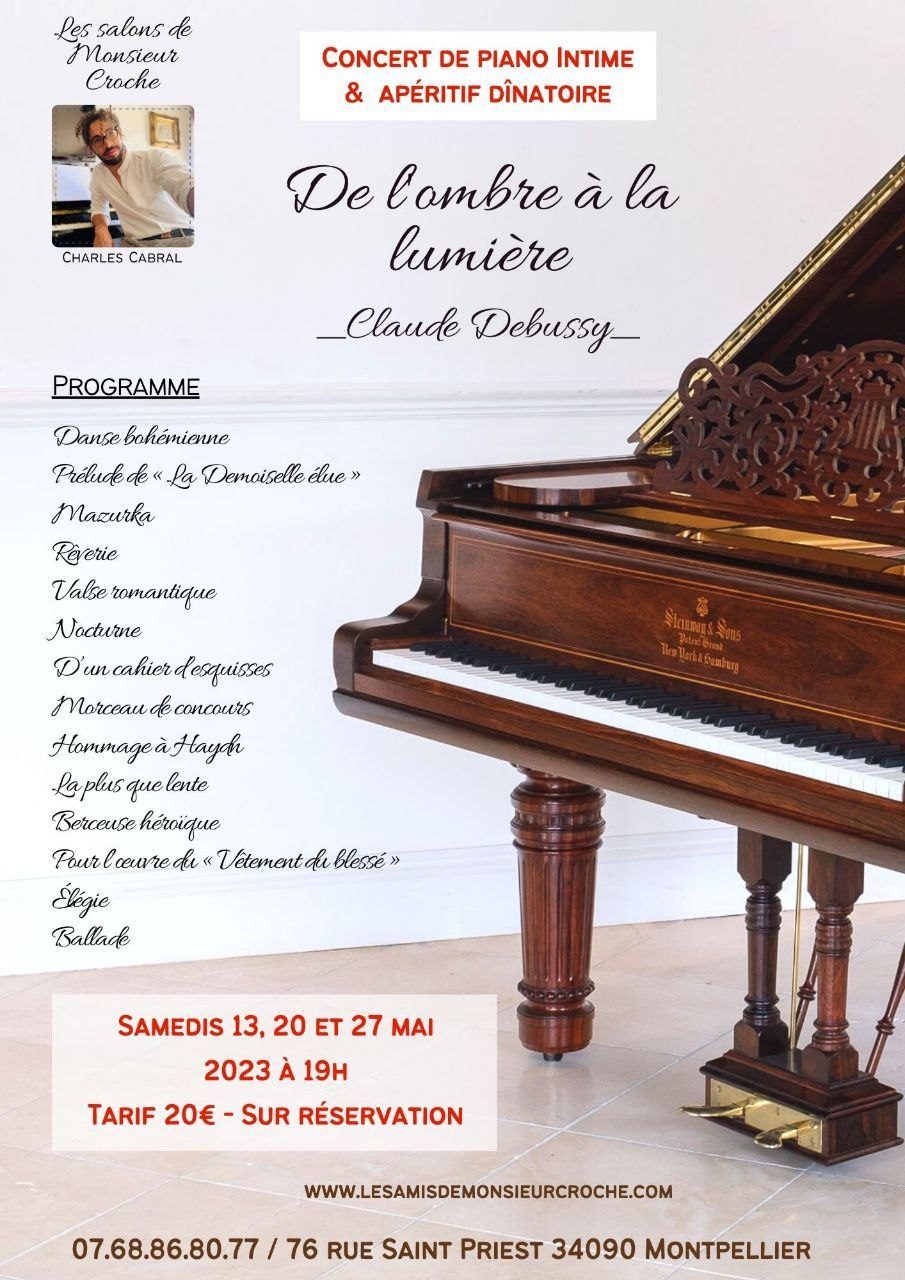 Les salons de
Monsieur
Croche
Charles Cabral
Concert de piano Intime
& apéritif dînatoire
De l'ombre à la
lumière
_Claude Debussy_
Programme
Danse bohémienne
Prélude de « La Demoiselle élue »
Mazurka
Rêverie
Valse romantique
Nocturne
D'un cahier d'esquisses
Morceau de concours
Hommage à Haydn
La plus que lente
Berceuse héroïque
Pour l'œuvre du « Vêtement du blessé »
Élégie
Ballade
Steinway & Sons
Patent Grand
New York & Hamburg
Samedis 13, 20 et 27 mai
2023 à 19h
Tarif 20€ - Sur réservation
www.lesamisdemonsieurcroche.com
07.68.86.80.77 / 76 rue Saint Priest 34090 Montpellier